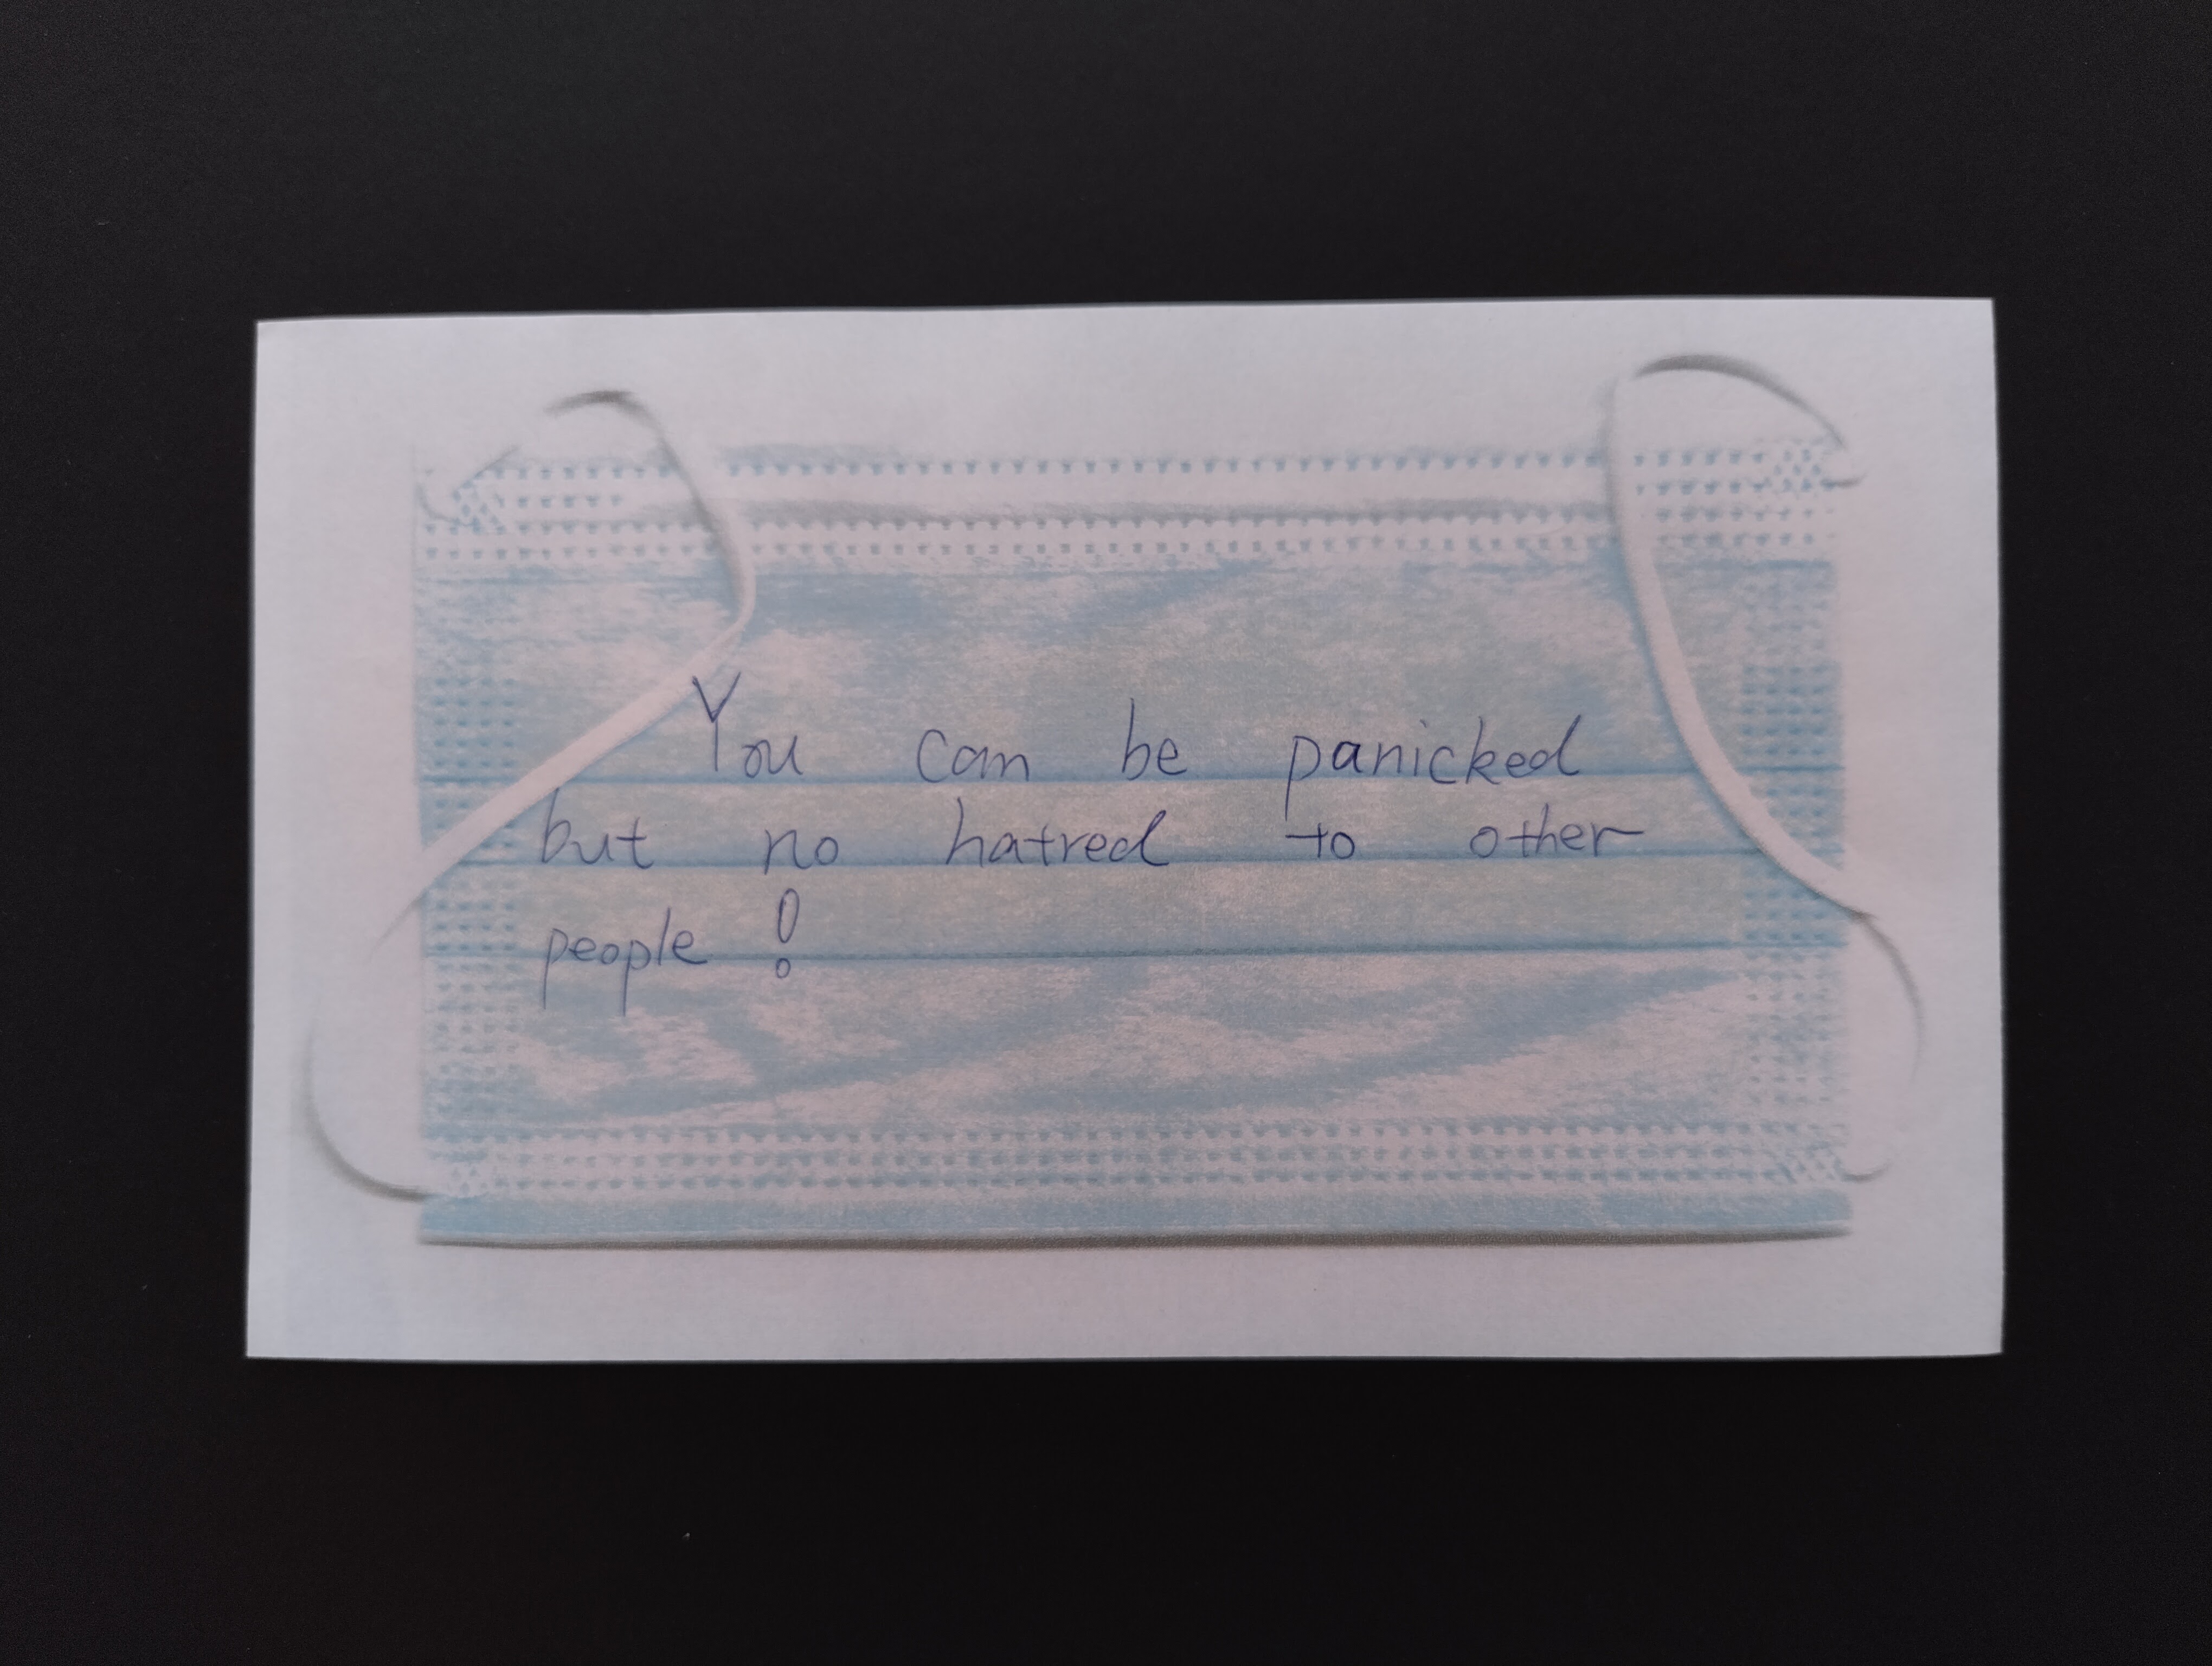 You can be panicked
but no hatred to other
people!